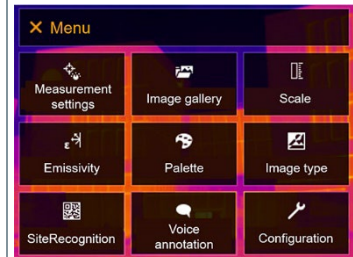 Menu
Measurement
settings
Image gallery
Scale
Emissivity
Palette
Image type
SiteRecognition
Voice
annotation
Configuration